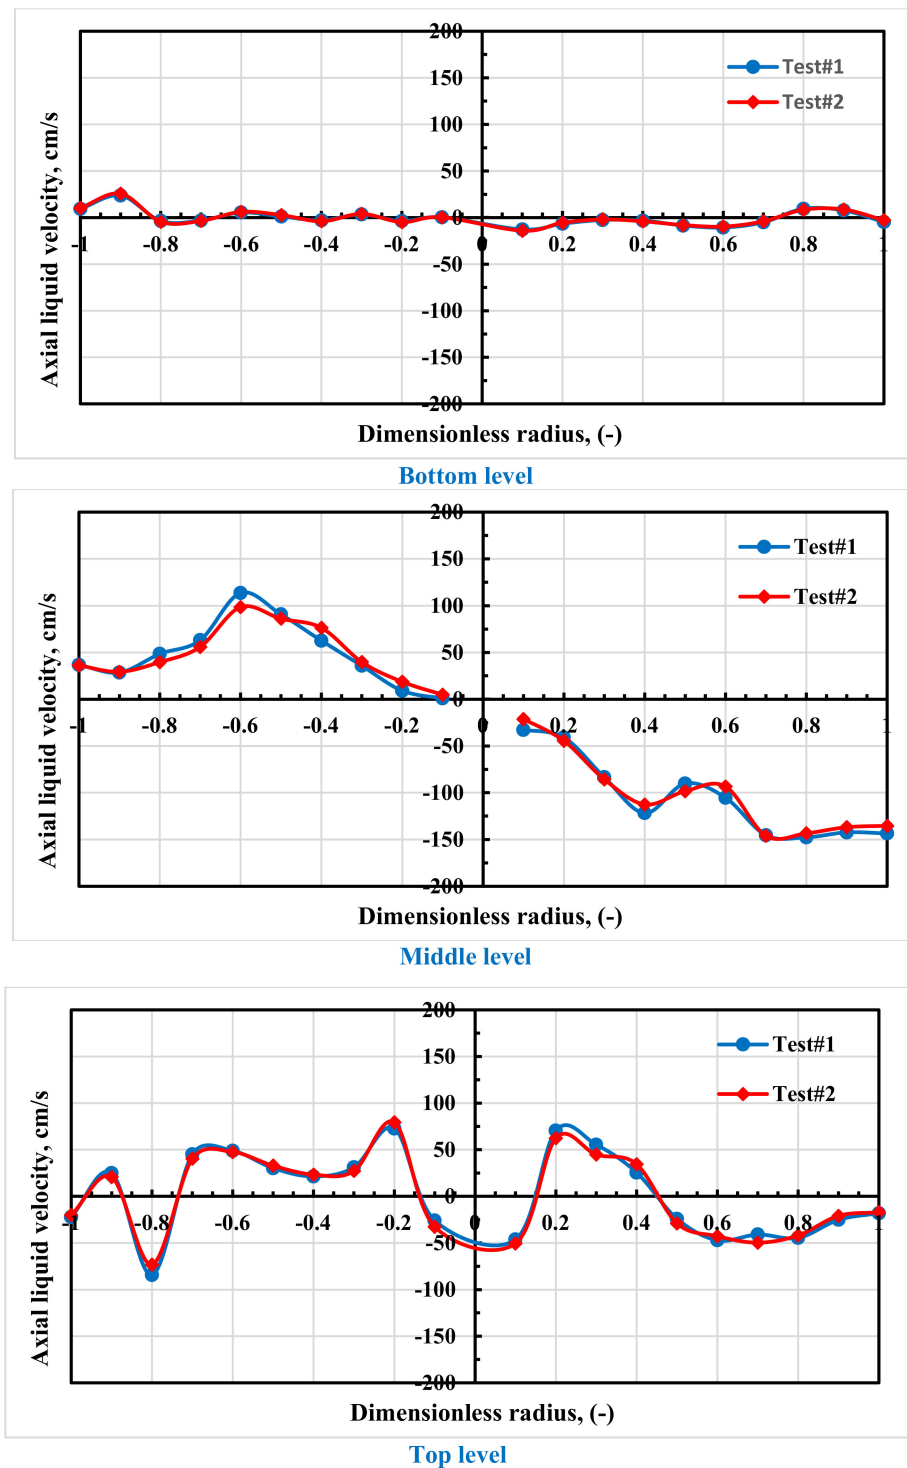 200
150
100
50
0
-50
-100
-150
-200
-1 -0.8 -0.6 -0.4 -0.2 0 0.2 0.4 0.6 0.8 1
Axial liquid velocity, cm/s
Test#1
Test#2
Dimensionless radius, (-)
Bottom level
200
150
100
50
0
-50
-100
-150
-200
-1 -0.8 -0.6 -0.4 -0.2 0 0.2 0.4 0.6 0.8 1
Axial liquid velocity, cm/s
Test#1
Test#2
Dimensionless radius, (-)
Middle level
200
150
100
50
0
-50
-100
-150
-200
-1 -0.8 -0.6 -0.4 -0.2 0 0.2 0.4 0.6 0.8 1
Axial liquid velocity, cm/s
Test#1
Test#2
Dimensionless radius, (-)
Top level